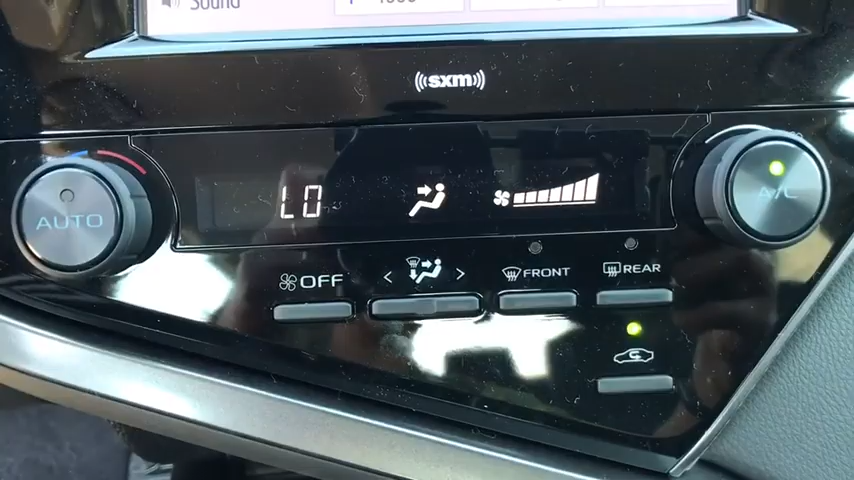 Sound
sxm
LO
AUTO
A/C
OFF
FRONT
REAR